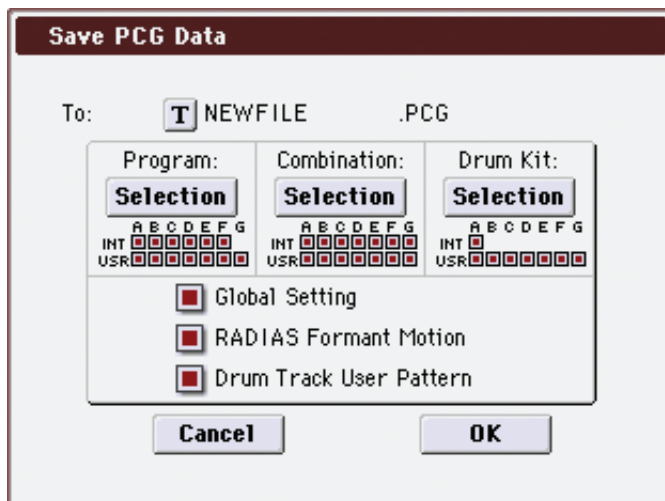 Save PCG Data
To: T NEWFILE .PCG
Program: Combination: Drum Kit:
Selection Selection Selection
A B C D E F G A B C D E F G A B C D E F G
INT INT INT
USR USR USR
Global Setting
RADIAS Formant Motion
Drum Track User Pattern
Cancel OK